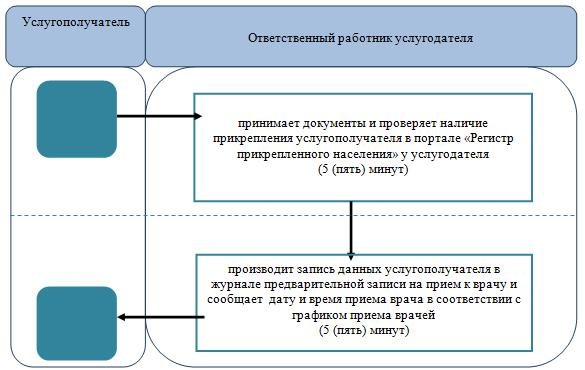 Услугополучатель
Ответственный работник услугодателя
принимает документы и проверяет наличие
прикрепления услугополучателя в портале «Регистр
прикрепленного населения» у услугодателя
(5 (пять) минут)
производит запись данных услугополучателя в
журнале предварительной записи на прием к врачу и
сообщает дату и время приема врача в соответствии с
графиком приема врачей
(5 (пять) минут)